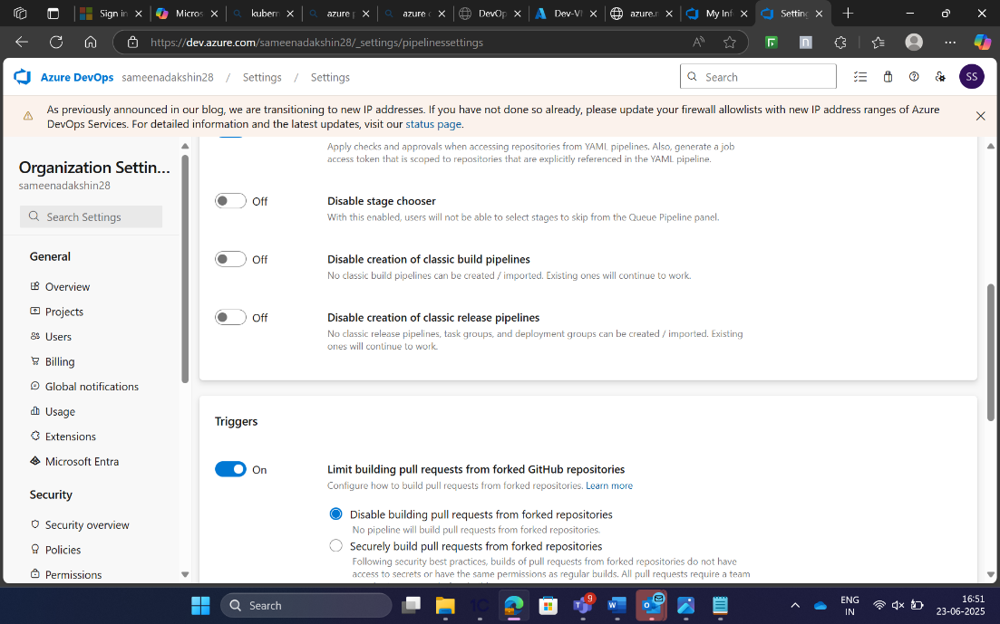 Sign in
Micros
kubern
azure p
azure c
DevOp
Dev-VM
azure.m
My Inf
Setting
https://dev.azure.com/sameenadakshin28/_settings/pipelinessettings
Azure DevOps sameenadakshin28 / Settings / Settings
Search
SS
As previously announced in our blog, we are transitioning to new IP addresses. If you have not done so already, please update your firewall allowlists with new IP address ranges of Azure
DevOps Services. For detailed information and the latest updates, visit our status page.
Organization Settin...
sameenadakshin28
Search Settings
General
Overview
Projects
Users
Billing
Global notifications
Usage
Extensions
Microsoft Entra
Security
Security overview
Policies
Permissions
Apply checks and approvals when accessing repositories from YAML pipelines. Also, generate a job
access token that is scoped to repositories that are explicitly referenced in the YAML pipeline.
Off
Disable stage chooser
With this enabled, users will not be able to select stages to skip from the Queue Pipeline panel.
Off
Disable creation of classic build pipelines
No classic build pipelines can be created / imported. Existing ones will continue to work.
Off
Disable creation of classic release pipelines
No classic release pipelines, task groups, and deployment groups can be created / imported. Existing
ones will continue to work.
Triggers
On
Limit building pull requests from forked GitHub repositories
Configure how to build pull requests from forked repositories. Learn more
Disable building pull requests from forked repositories
No pipeline will build pull requests from forked repositories.
Securely build pull requests from forked repositories
Following security best practices, builds of pull requests from forked repositories do not have
access to secrets or have the same permissions as regular builds. All pull requests require a team
Search
9
ENG
IN
16:51
23-06-2025